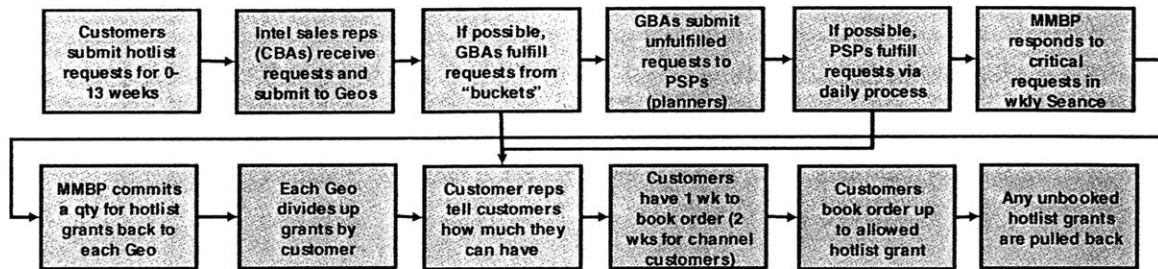 Customers
submit hotlist
requests for 0-
13 weeks
Intel sales reps
(CBAs) receive
requests and
submit to Geos
If possible,
GBAs fulfill
requests from
“buckets”
GBAs submit
unfulfilled
requests to
PSPs
(planners)
If possible,
PSPs fulfill
requests via
daily process
MMBP
responds to
critical
requests in
wkly Seance
MMBP commits
a qty for hotlist
grants back to
each Geo
Each Geo
divides up
grants by
customer
Customer reps
tell customers
how much they
can have
Customers
have 1 wk to
book order (2
wks for channel
customers)
Customers
book order up
to allowed
hotlist grant
Any unbooked
hotlist grants
are pulled back